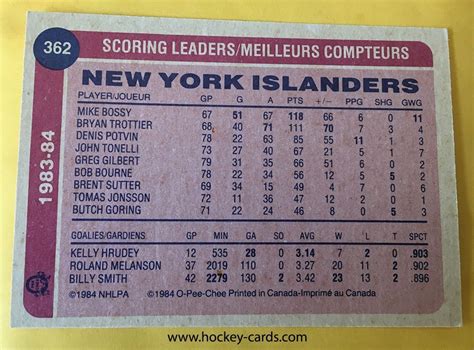 362 SCORING LEADERS/MEILLEURS COMPTEURS
1983-84
NEW YORK ISLANDERS
PLAYER/JOUEUR GP G A PTS +/- PPG SHG GWG
MIKE BOSSY 67 51 67 118 66 6 0 11
BRYAN TROTTIER 68 40 71 111 70 7 3 4
DENIS POTVIN 78 22 63 85 55 11 1 3
JOHN TONELLI 73 27 40 67 21 5 1 7
GREG GILBERT 79 31 35 66 51 6 0 3
BOB BOURNE 78 22 34 56 12 5 5 2
BRENT SUTTER 69 34 15 49 4 7 0 6
TOMAS JONSSON 72 11 36 47 12 2 0 0
BUTCH GORING 71 22 24 46 8 0 5 3
GOALIES/GARDIENS: GP MIN GA SO AVG. W L T SPCT
KELLY HRUDEY 12 535 28 0 3.14 7 2 0 .903
ROLAND MELANSON 37 2019 110 0 3.27 20 11 2 .902
BILLY SMITH 42 2279 130 2 3.42 23 13 2 .896
©1984 NHLPA ©1984 O-Pee-Chee Printed in Canada-Imprimé au Canada
www.hockey-cards.com